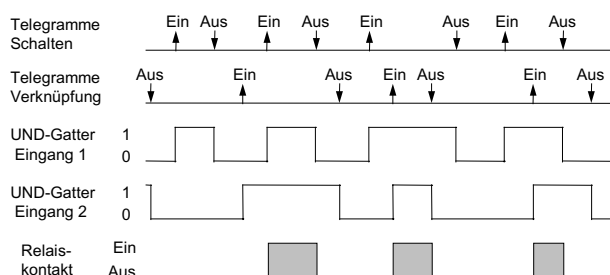 Telegramme
Schalten
Ein Aus Ein Aus Ein Aus Ein Aus
Telegramme
Verknüpfung
Aus Ein Aus Ein Aus Ein Aus
UND-Gatter
Eingang 1
1
0
UND-Gatter
Eingang 2
1
0
Relais-
kontakt
Ein
Aus